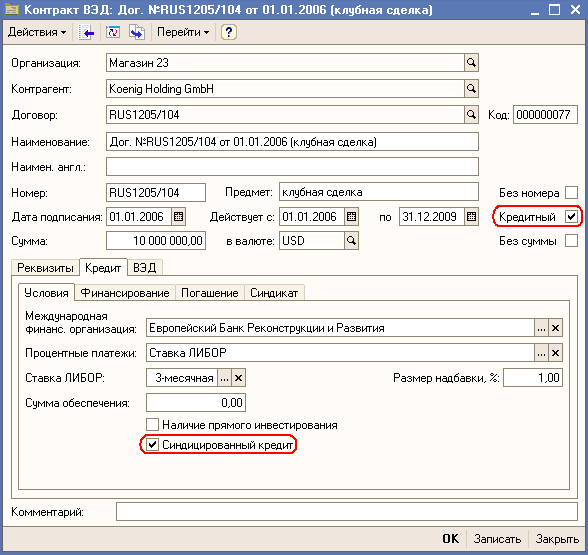 Контракт ВЭД: Дог. №RUS1205/104 от 01.01.2006 (клубная сделка)
Действия Перейти ?
Организация: Магазин 23
Контрагент: Koenig Holding GmbH
Договор: RUS1205/104 Код: 000000077
Наименование: Дог. №RUS1205/104 от 01.01.2006 (клубная сделка)
Наимен. англ.:
Номер: RUS1205/104 Предмет: клубная сделка Без номера
Дата подписания: 01.01.2006 Действует с: 01.01.2006 по 31.12.2009 Кредитный
Сумма: 10 000 000,00 в валюте: USD Без суммы
Реквизиты Кредит ВЭД
Условия Финансирование Погашение Синдикат
Международная
финанс. организация: Европейский Банк Реконструкции и Развития ... x
Процентные платежи: Ставка ЛИБОР ... x
Ставка ЛИБОР: 3-месячная ... x Размер надбавки, %: 1,00
Сумма обеспечения: 0,00
Наличие прямого инвестирования
Синдицированный кредит
Комментарий:
OK Записать Закрыть